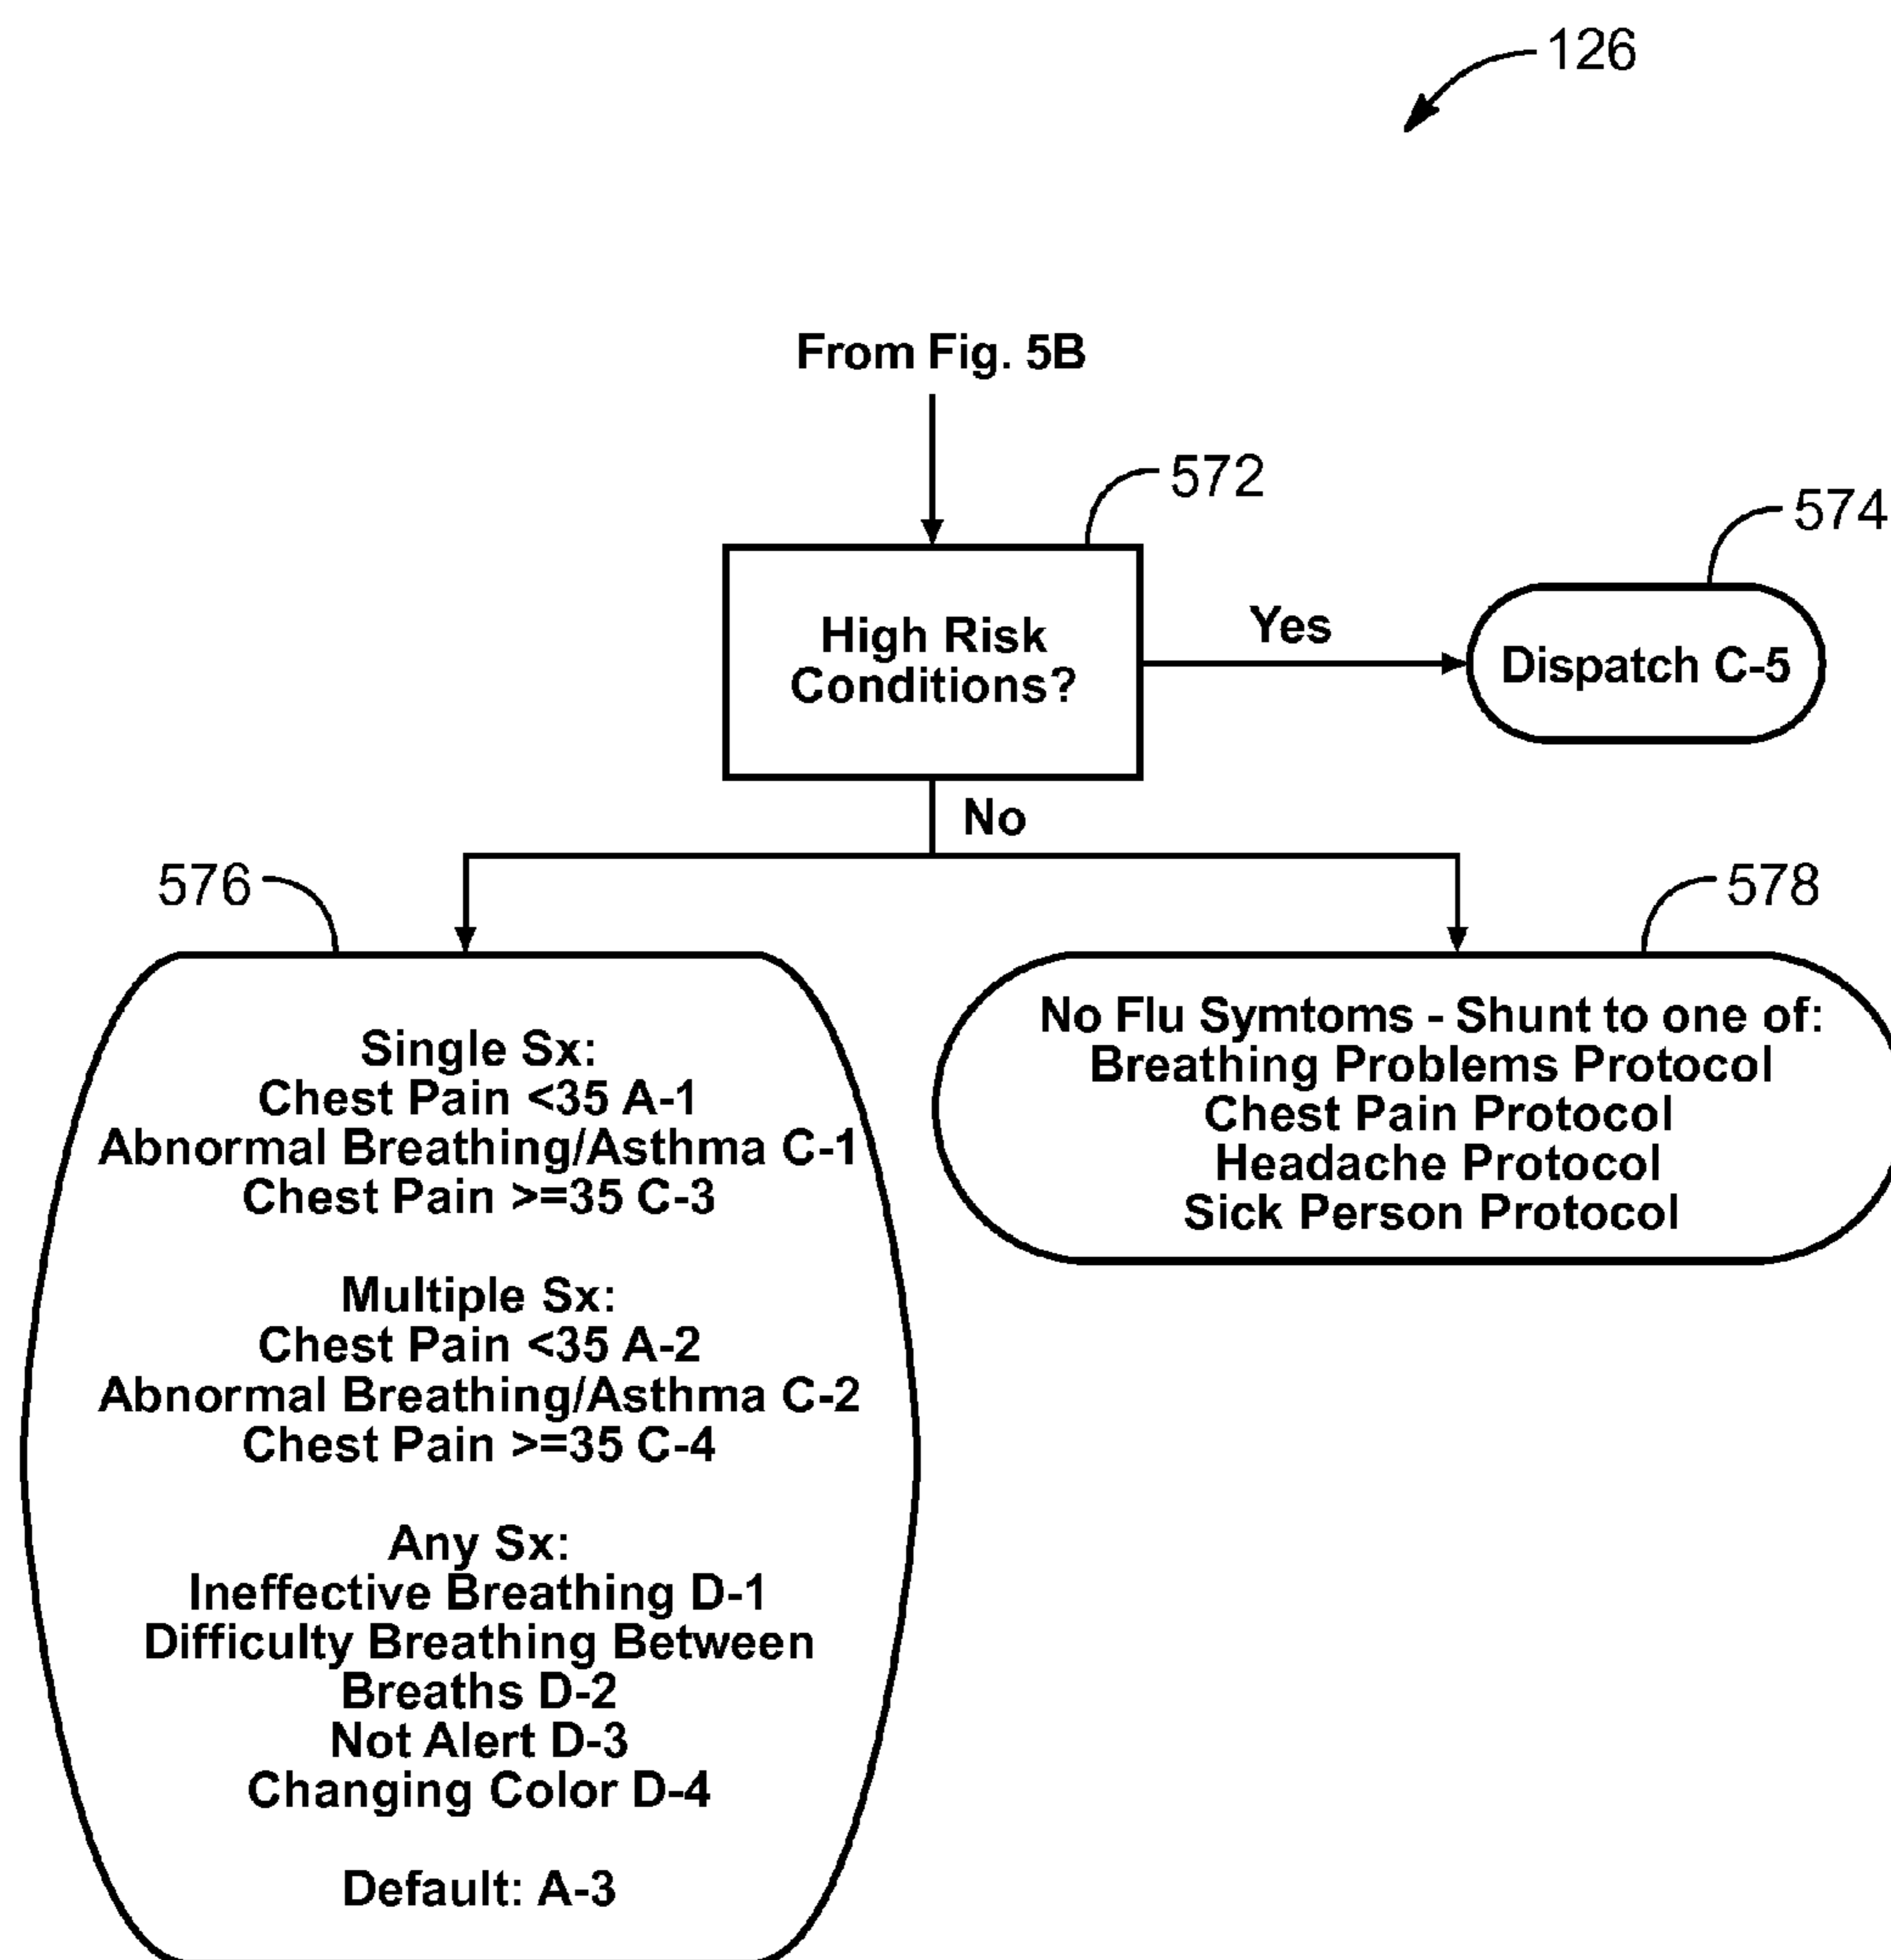 126
From Fig. 5B
572
574
High Risk
Conditions?
Yes
Dispatch C-5
No
576
578
Single Sx:
Chest Pain <35 A-1
Abnormal Breathing/Asthma C-1
Chest Pain >=35 C-3
Multiple Sx:
Chest Pain <35 A-2
Abnormal Breathing/Asthma C-2
Chest Pain >=35 C-4
Any Sx:
Ineffective Breathing D-1
Difficulty Breathing Between
Breaths D-2
Not Alert D-3
Changing Color D-4
Default: A-3
No Flu Symtoms - Shunt to one of:
Breathing Problems Protocol
Chest Pain Protocol
Headache Protocol
Sick Person Protocol